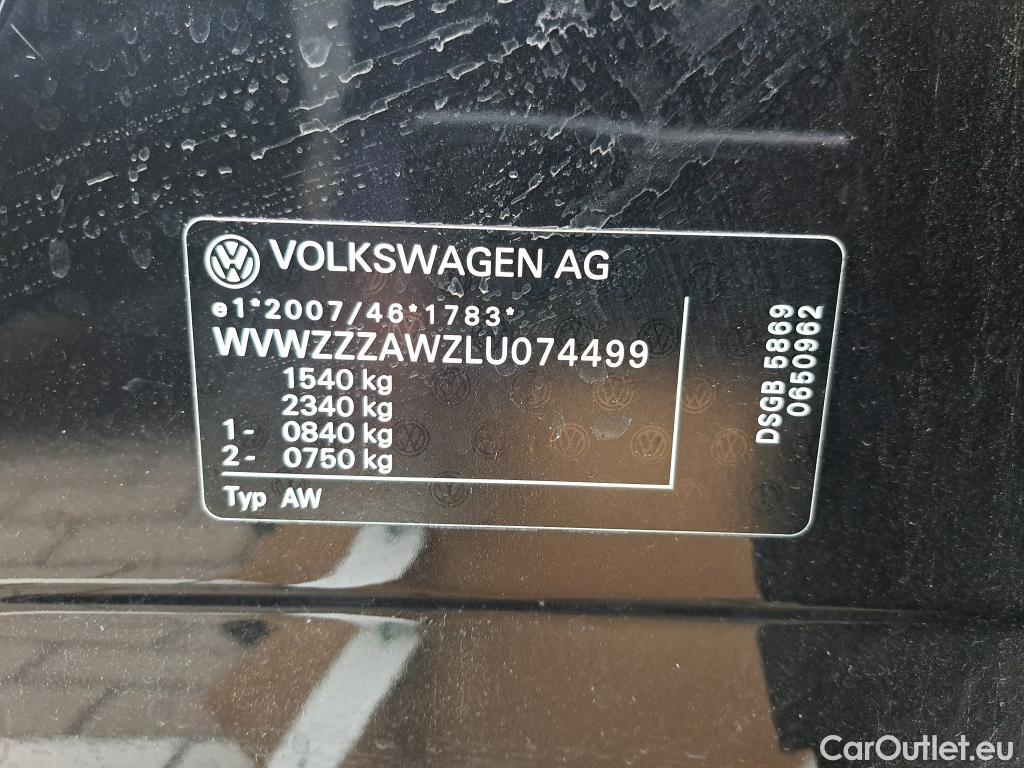 VOLKSWAGEN AG
e1*2007/46*1783*
WVWZZZAWZLU074499
1540 kg
2340 kg
1- 0840 kg
2- 0750 kg
Typ AW
DSGB 5869
0650962
CarOutlet.eu